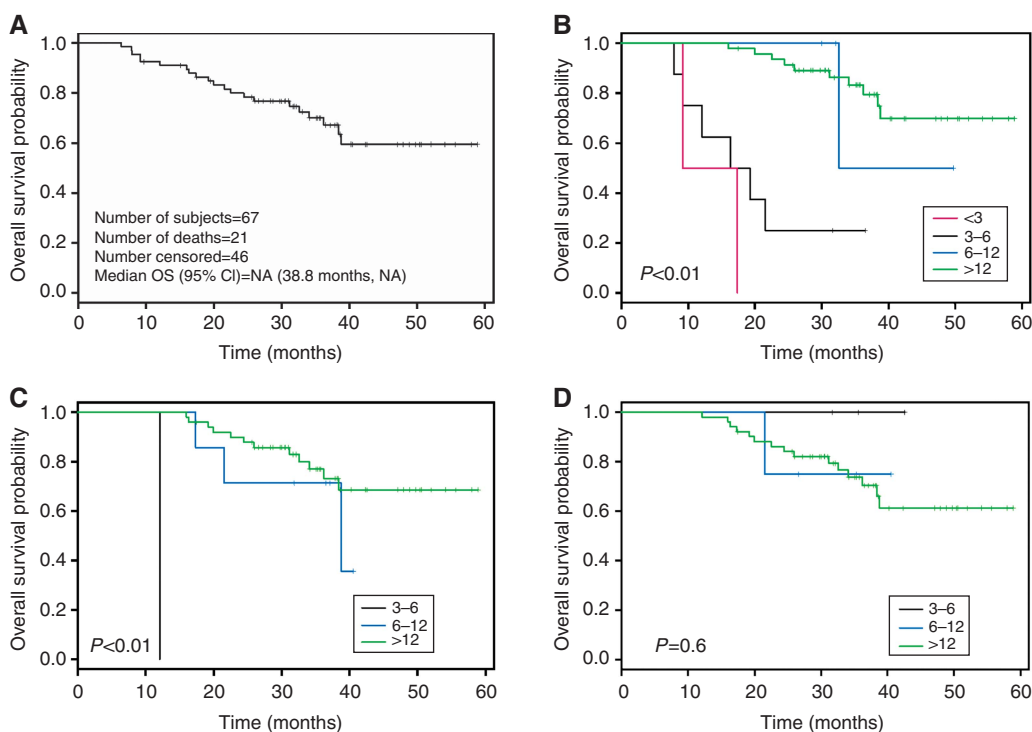 A
Overall survival probability
1.0
0.8
0.6
0.4
0.2
0.0
Number of subjects=67
Number of deaths=21
Number censored=46
Median OS (95% CI)=NA (38.8 months, NA)
0 10 20 30 40 50 60
Time (months)
B
Overall survival probability
1.0
0.8
0.6
0.4
0.2
0.0
P<0.01
<3
3–6
6–12
>12
0 10 20 30 40 50 60
Time (months)
C
Overall survival probability
1.0
0.8
0.6
0.4
0.2
0.0
P<0.01
3–6
6–12
>12
0 10 20 30 40 50 60
Time (months)
D
Overall survival probability
1.0
0.8
0.6
0.4
0.2
0.0
P=0.6
3–6
6–12
>12
0 10 20 30 40 50 60
Time (months)